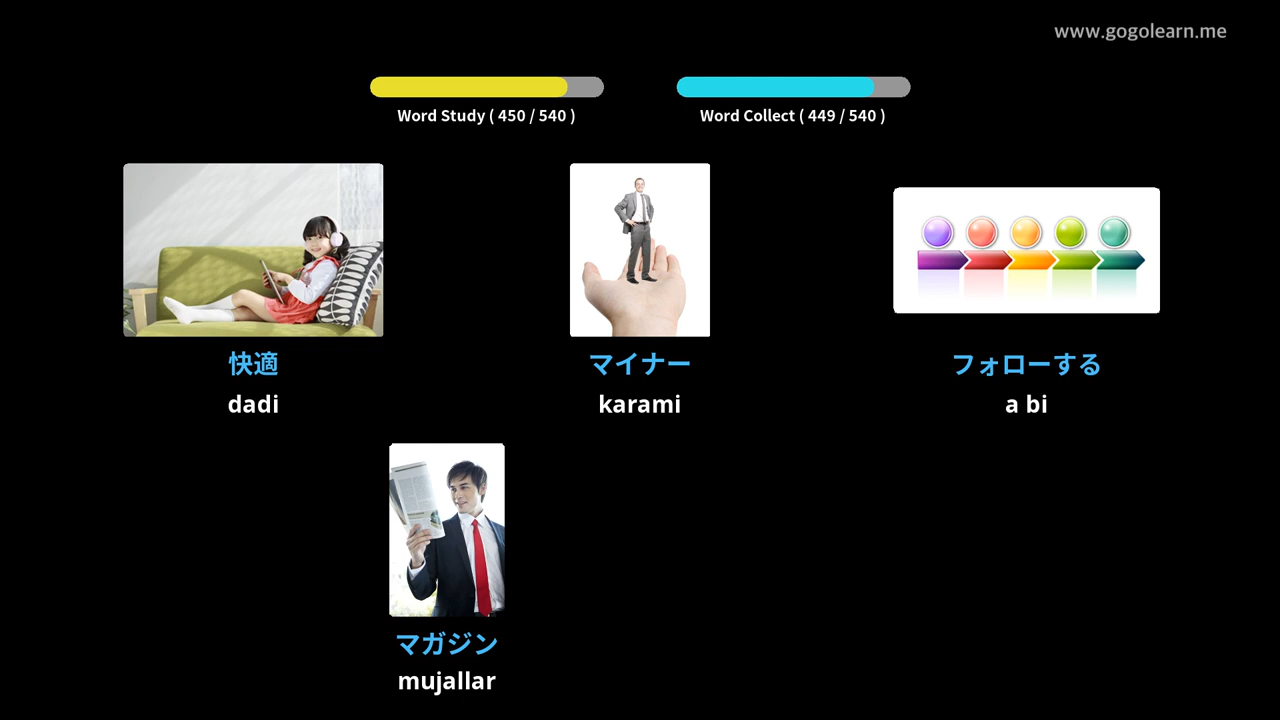 www.gogolearn.me
Word Study ( 450 / 540 )
Word Collect ( 449 / 540 )
快適
マイナー
フォローする
dadi
karami
a bi
マガジン
mujallar